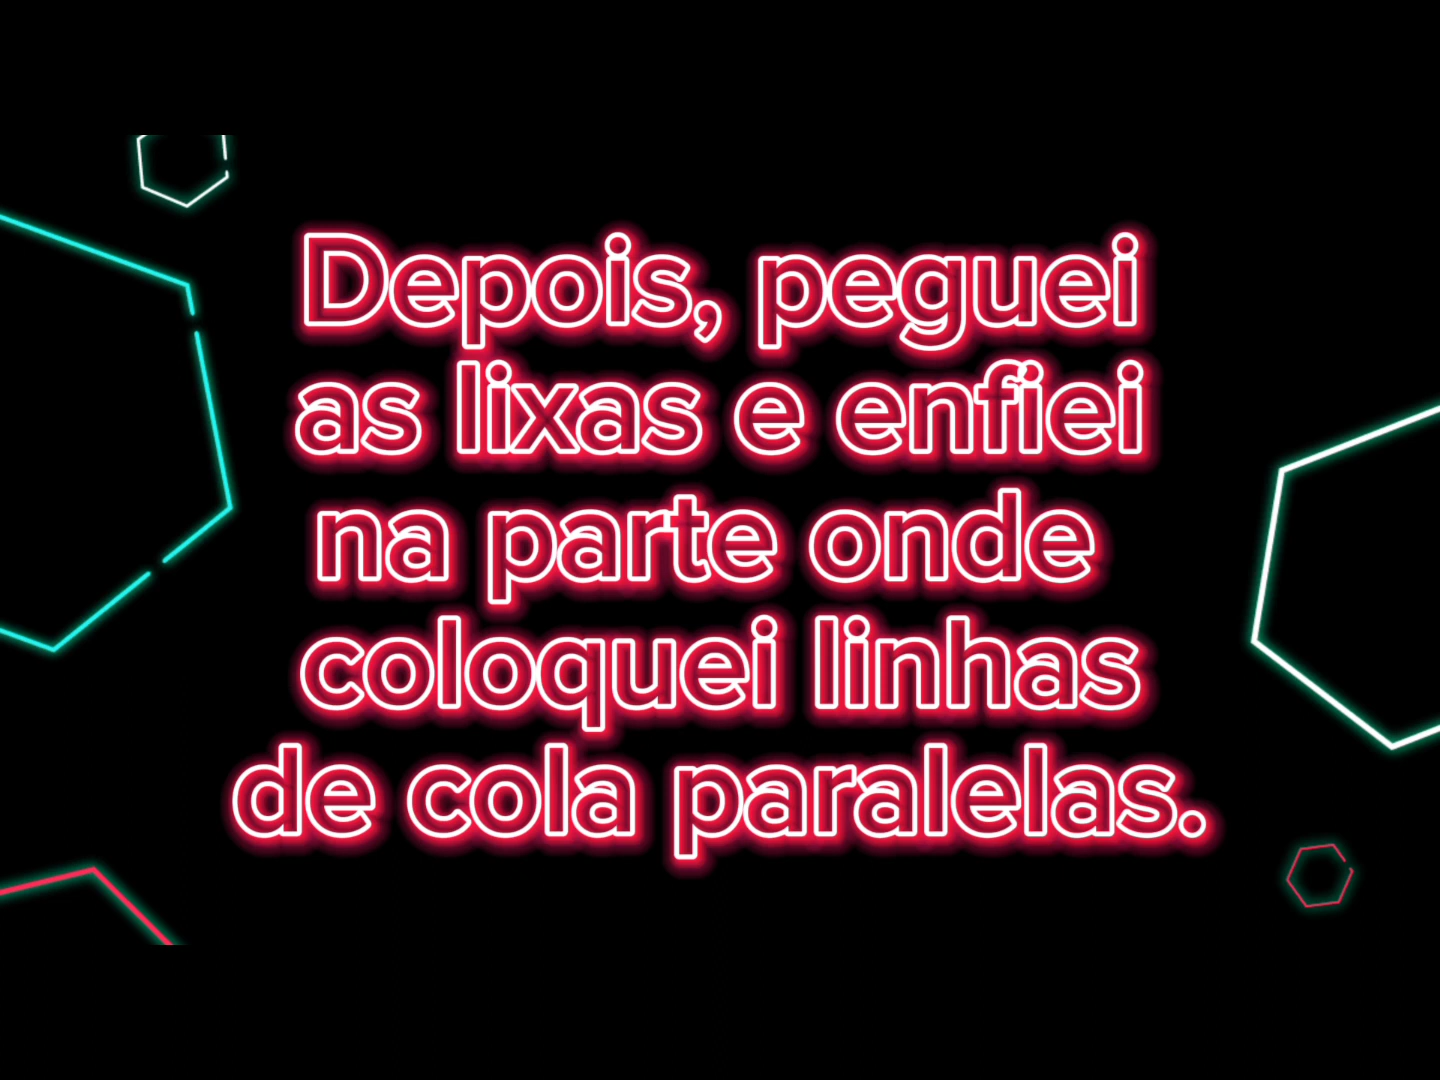 Depois, peguei
as lixas e enfiei
na parte onde
coloquei linhas
de cola paralelas.